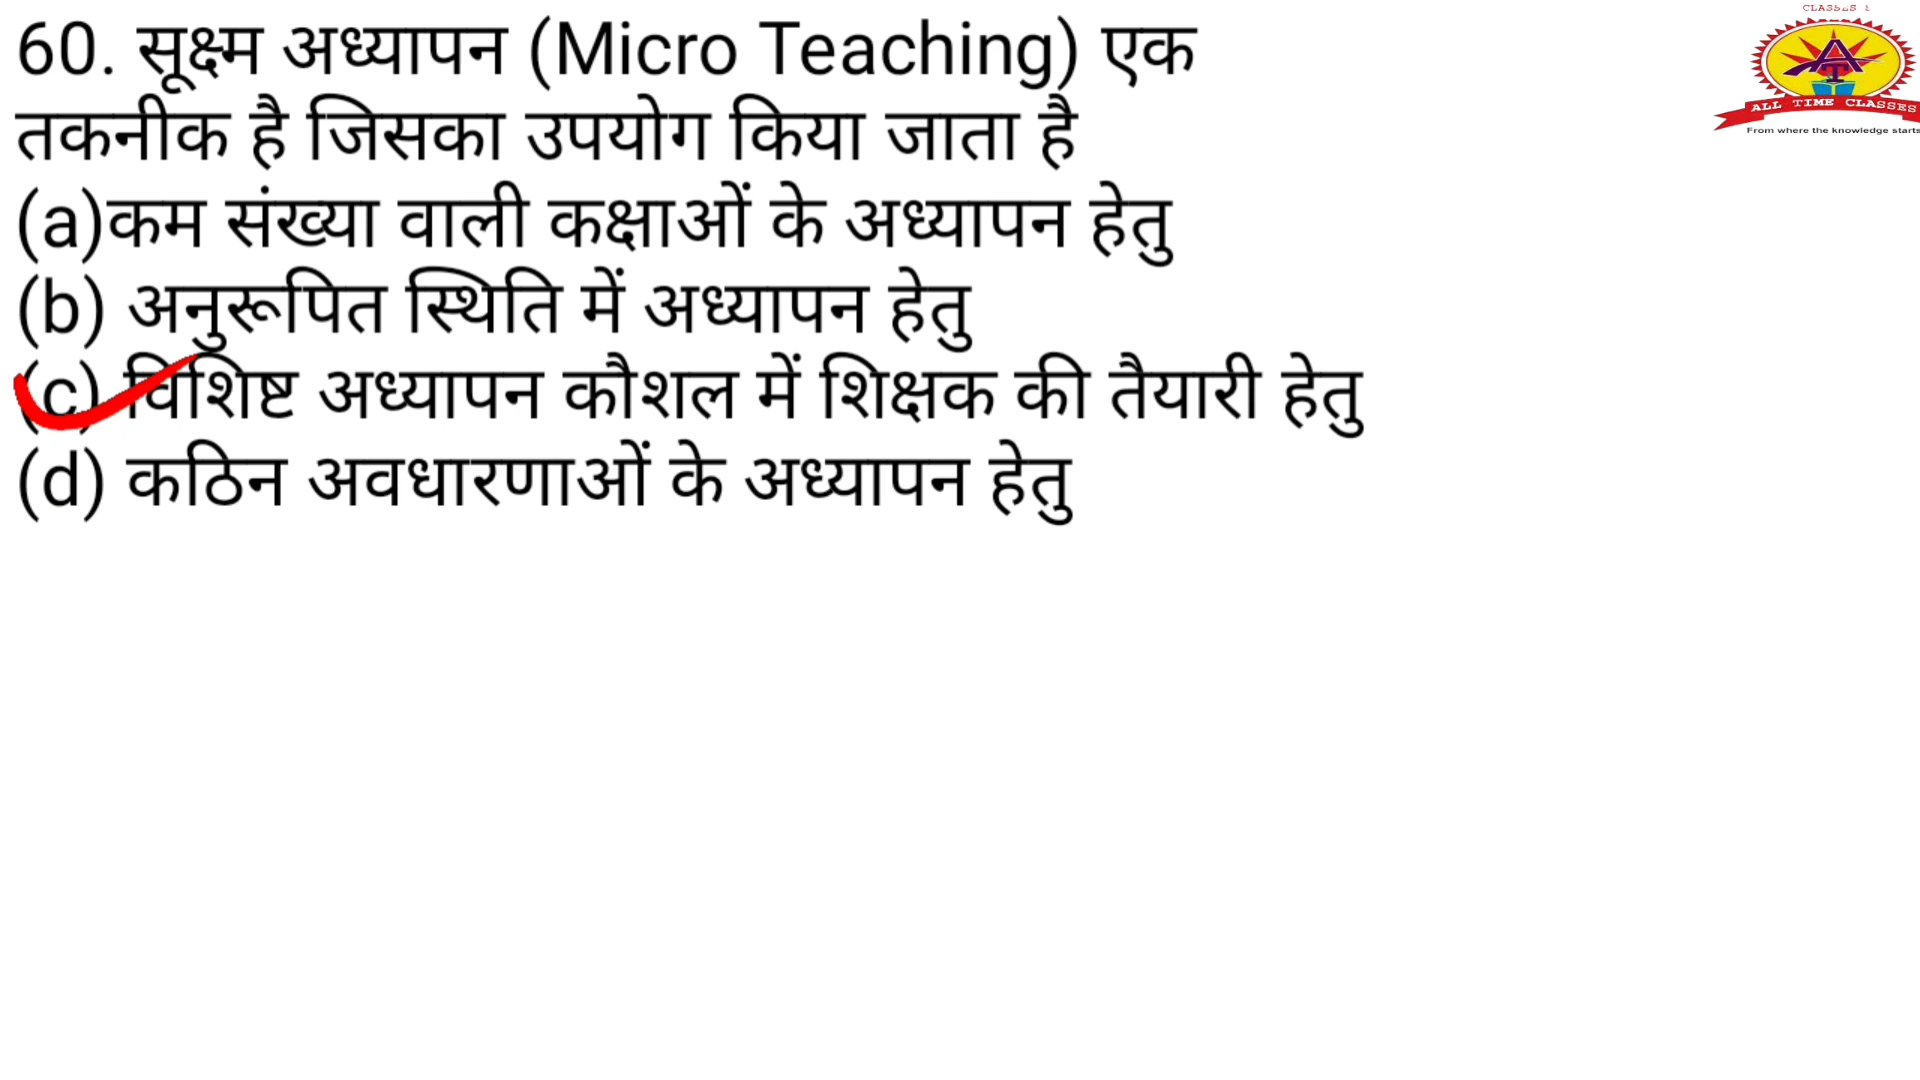 60. सूक्ष्म अध्यापन (Micro Teaching) एक
तकनीक है जिसका उपयोग किया जाता है
(a)कम संख्या वाली कक्षाओं के अध्यापन हेतु
(b) अनुरूपित स्थिति में अध्यापन हेतु
(c) विशिष्ट अध्यापन कौशल में शिक्षक की तैयारी हेतु
(d) कठिन अवधारणाओं के अध्यापन हेतु
CLASSES
ALL TIME CLASSES
From where the knowledge starts